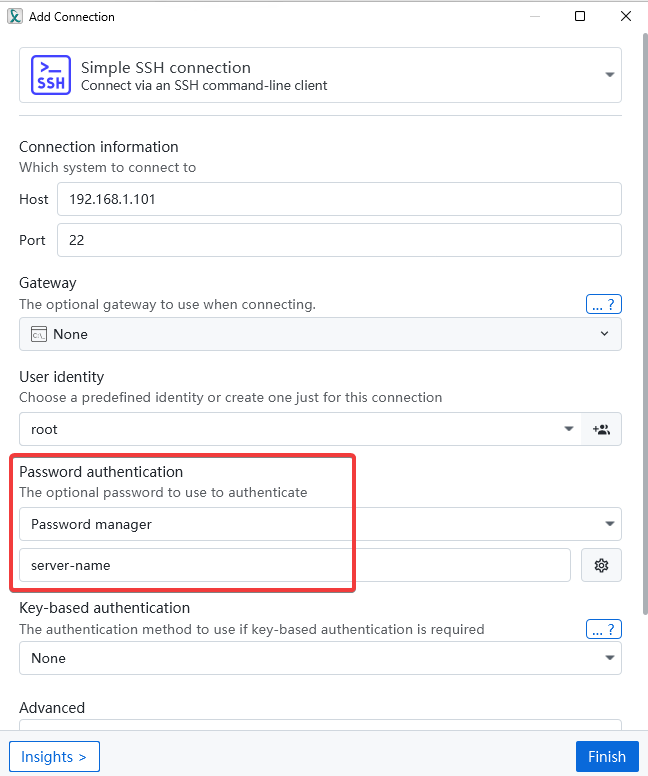 Add Connection
>_
SSH
Simple SSH connection
Connect via an SSH command-line client
Connection information
Which system to connect to
Host 192.168.1.101
Port 22
Gateway
The optional gateway to use when connecting.
... ?
C:\_ None
User identity
Choose a predefined identity or create one just for this connection
root
Password authentication
The optional password to use to authenticate
Password manager
server-name
Key-based authentication
The authentication method to use if key-based authentication is required
... ?
None
Advanced
Insights >
Finish